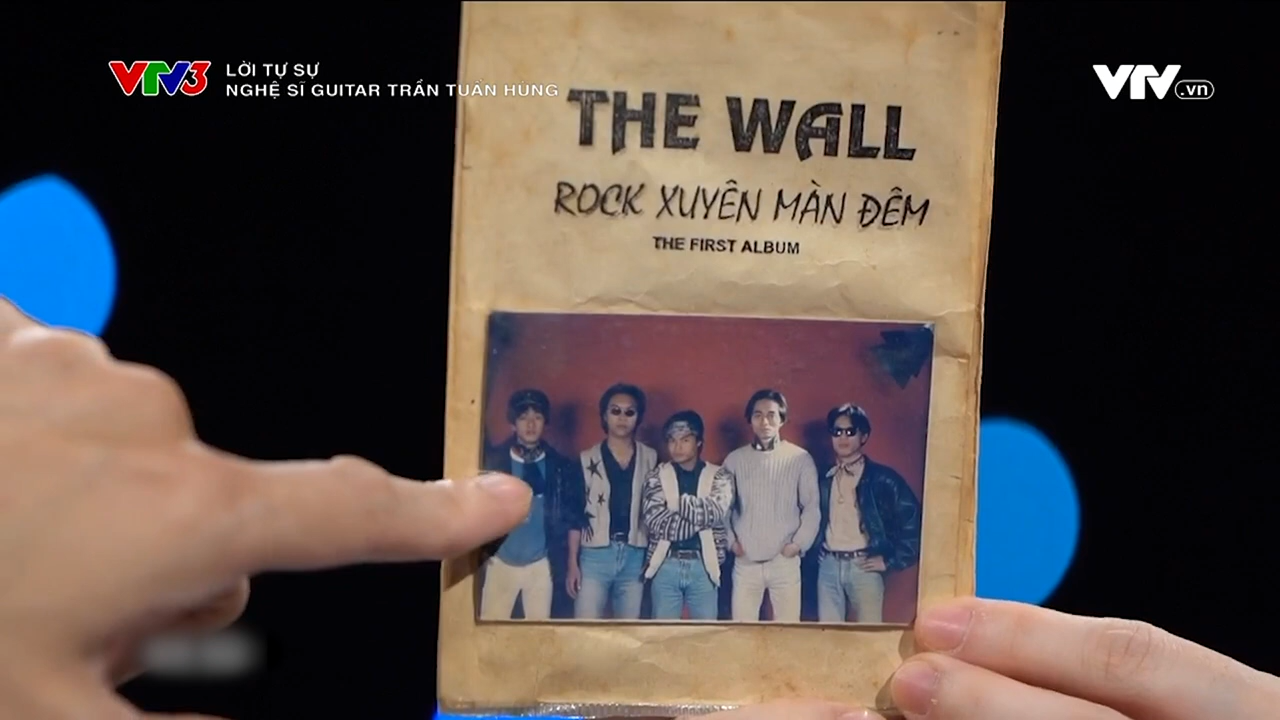 VTV3
LỜI TỰ SỰ
NGHỆ SĨ GUITAR TRẦN TUẤN HÙNG
VTV.vn
THE WALL
ROCK XUYÊN MÀN ĐÊM
THE FIRST ALBUM